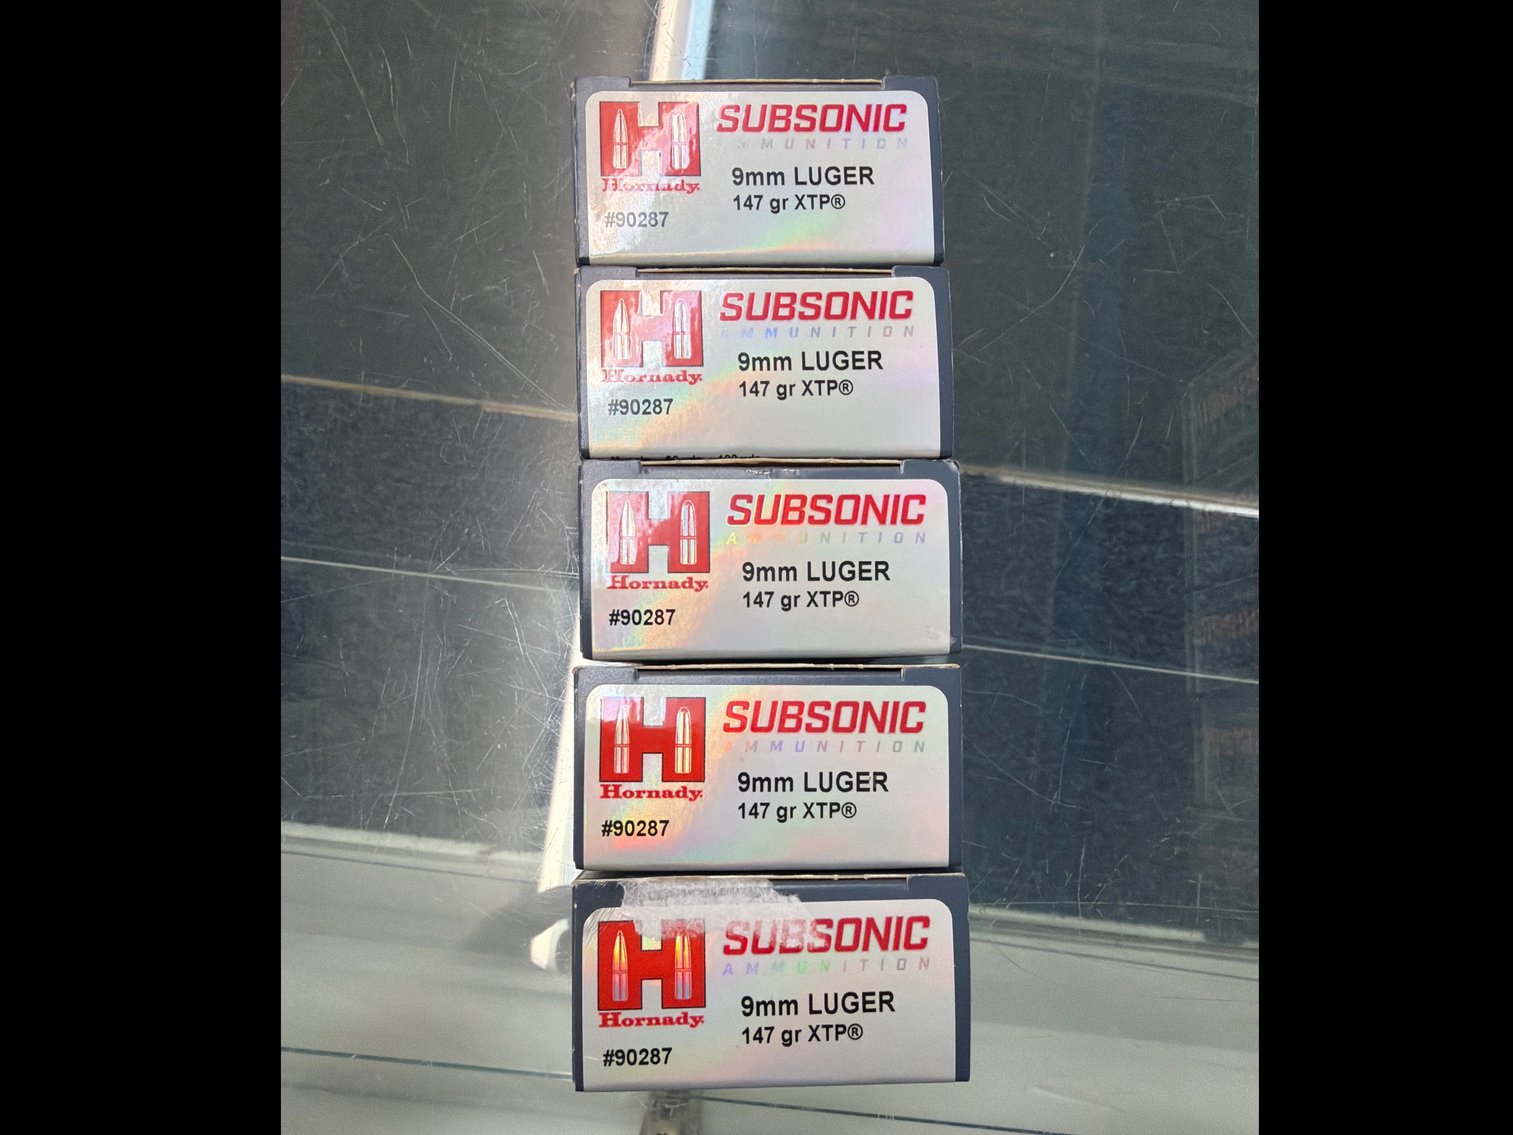 SUBSONIC
AMMUNITION
9mm LUGER
147 gr XTP®
Hornady.
#90287
SUBSONIC
AMMUNITION
9mm LUGER
147 gr XTP®
Hornady.
#90287
SUBSONIC
AMMUNITION
9mm LUGER
147 gr XTP®
Hornady.
#90287
SUBSONIC
AMMUNITION
9mm LUGER
147 gr XTP®
Hornady.
#90287
SUBSONIC
AMMUNITION
9mm LUGER
147 gr XTP®
Hornady.
#90287